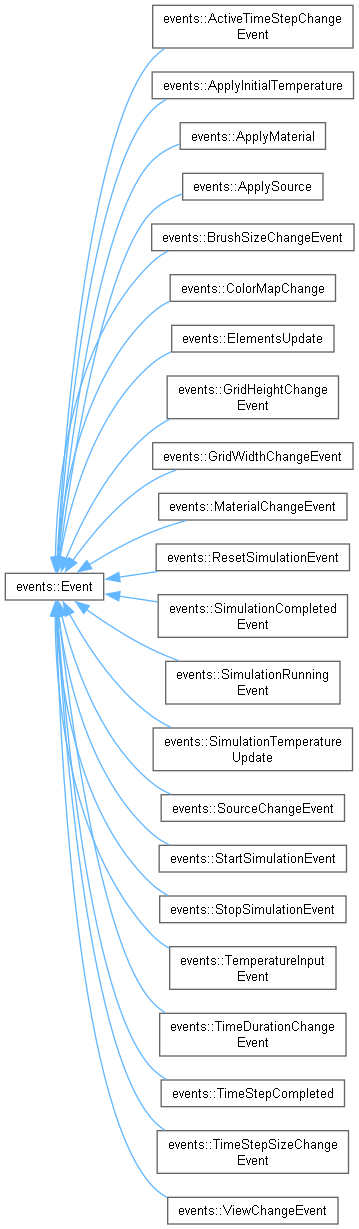 events::ActiveTimeStepChange
Event
events::ApplyInitialTemperature
events::ApplyMaterial
events::ApplySource
events::BrushSizeChangeEvent
events::ColorMapChange
events::ElementsUpdate
events::GridHeightChange
Event
events::GridWidthChangeEvent
events::MaterialChangeEvent
events::ResetSimulationEvent
events::Event
events::SimulationCompleted
Event
events::SimulationRunning
Event
events::SimulationTemperature
Update
events::SourceChangeEvent
events::StartSimulationEvent
events::StopSimulationEvent
events::TemperatureInput
Event
events::TimeDurationChange
Event
events::TimeStepCompleted
events::TimeStepSizeChange
Event
events::ViewChangeEvent